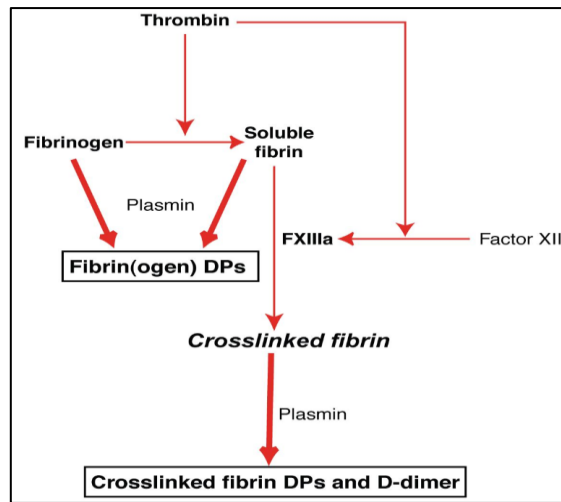 Thrombin
Fibrinogen
Soluble
fibrin
Plasmin
FXIIIa
Factor XII
Fibrin(ogen) DPs
Crosslinked fibrin
Plasmin
Crosslinked fibrin DPs and D-dimer